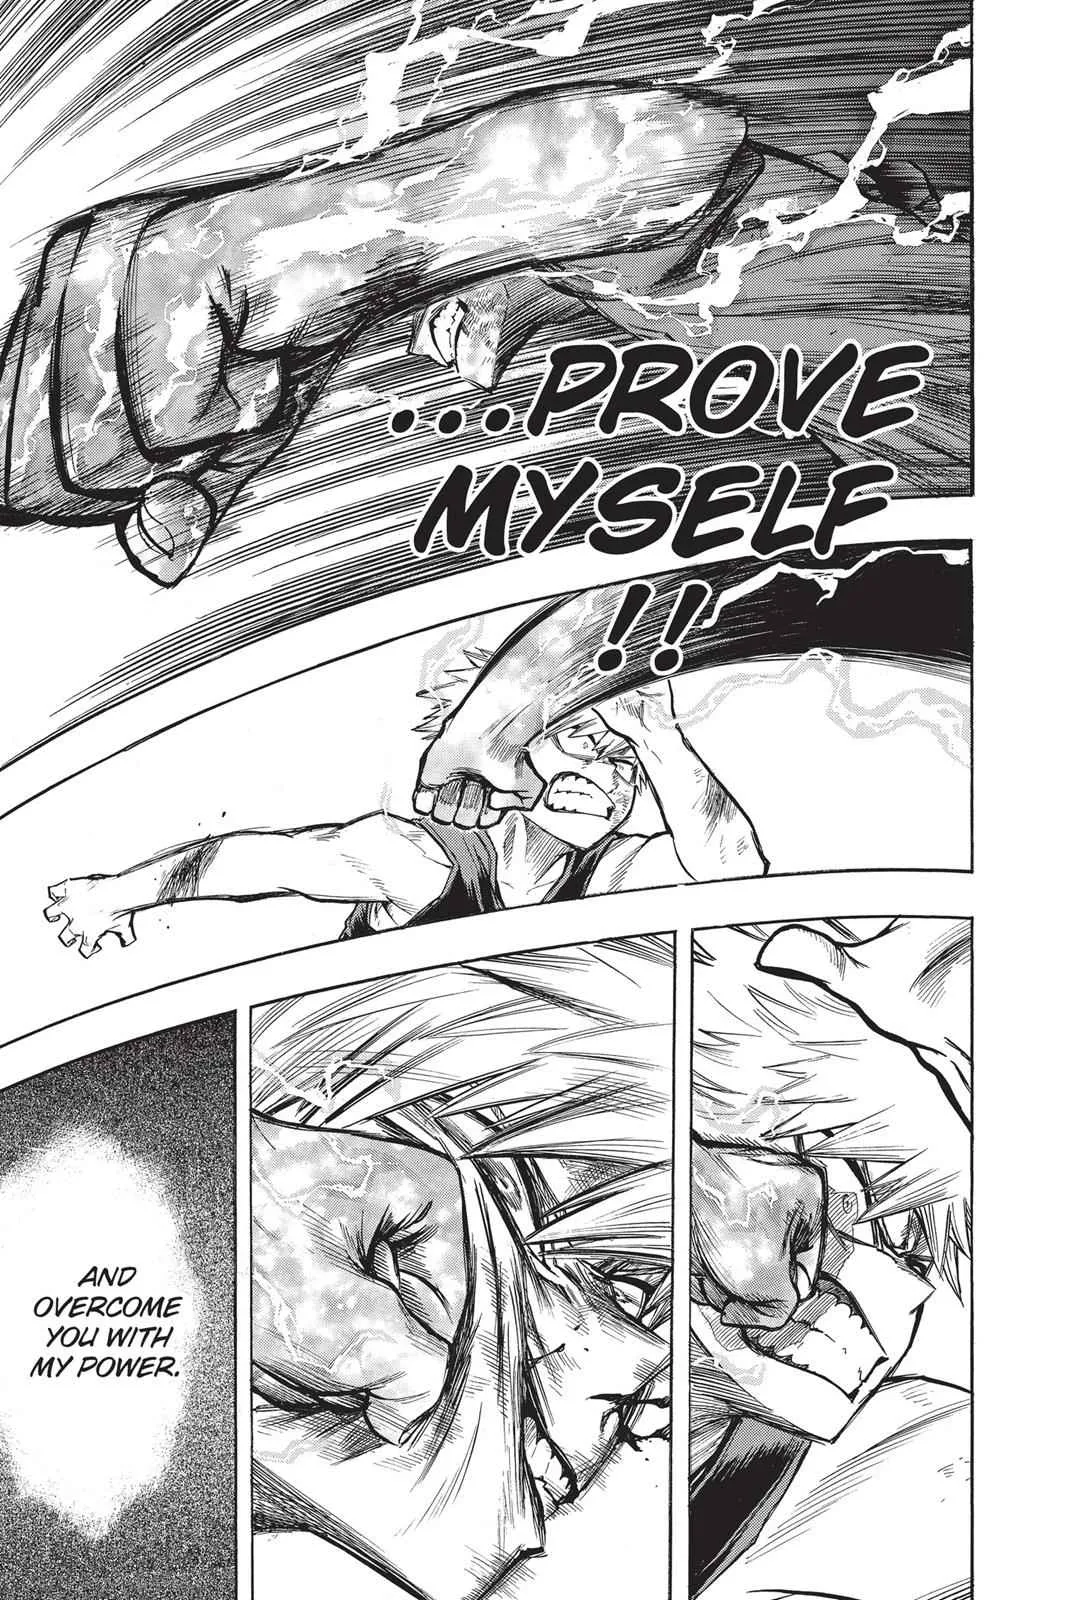 ...PROVE
MYSELF
!!
AND
OVERCOME
YOU WITH
MY POWER.